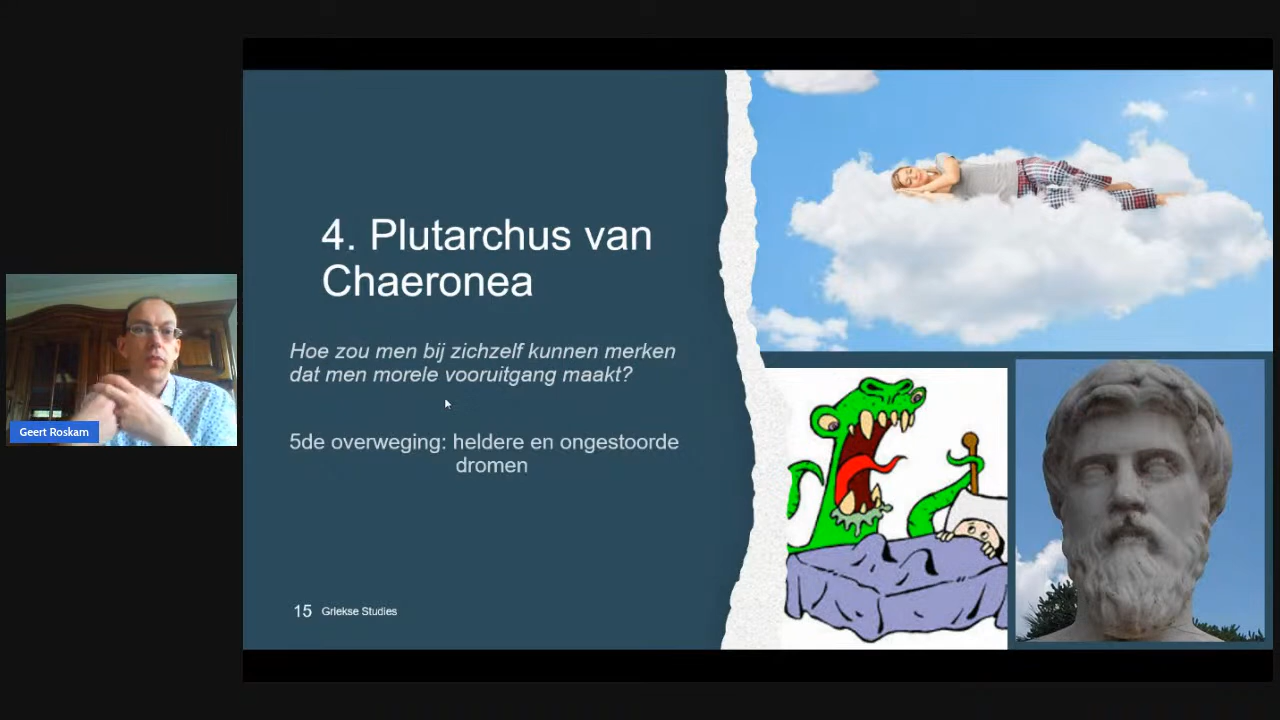 4. Plutarchus van
Chaeronea
Hoe zou men bij zichzelf kunnen merken
dat men morele vooruitgang maakt?
5de overweging: heldere en ongestoorde
dromen
15 Griekse Studies
Geert Roskam